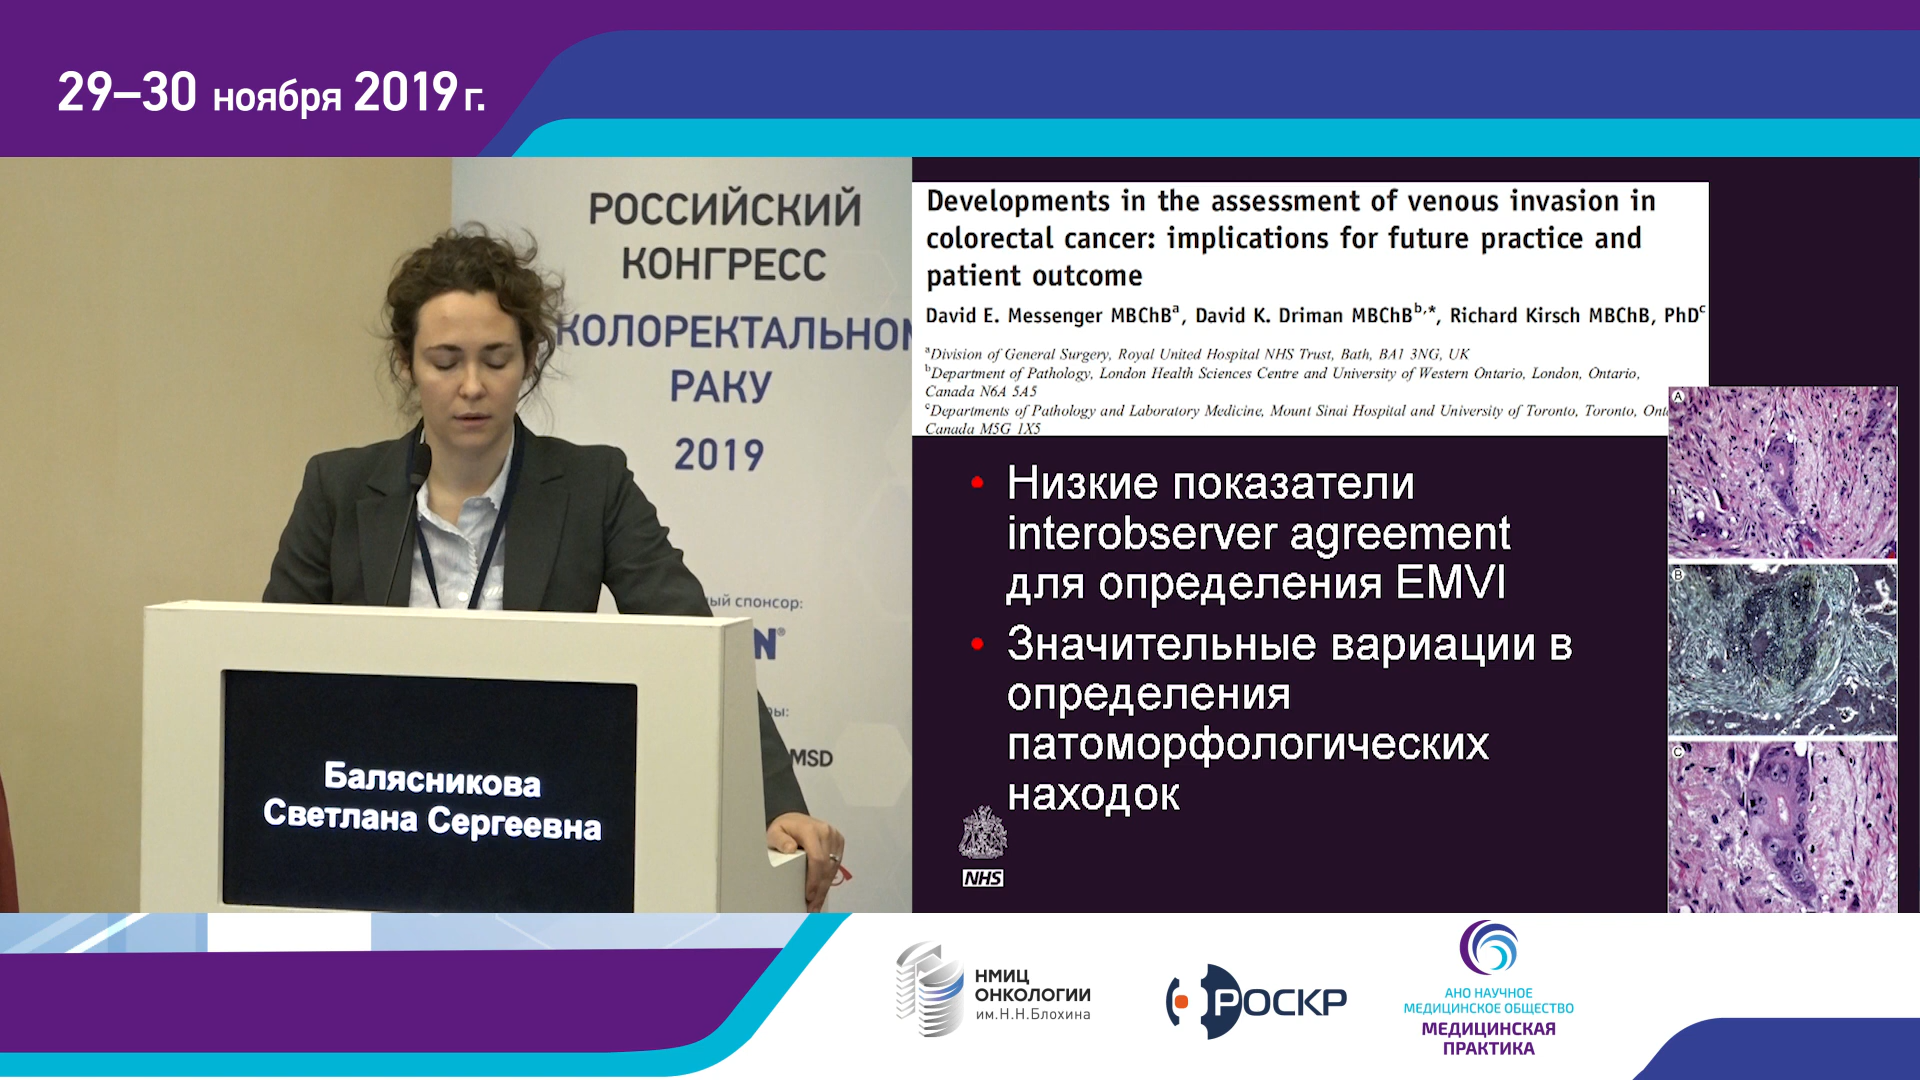 29–30 ноября 2019 г.
РОССИЙСКИЙ
КОНГРЕСС
КОЛОРЕКТАЛЬНОМ
РАКУ
2019
спонсор:
MSD
Балясникова
Светлана Сергеевна
Developments in the assessment of venous invasion in
colorectal cancer: implications for future practice and
patient outcome
David E. Messenger MBChBᵃ, David K. Driman MBChBᵇ,*, Richard Kirsch MBChB, PhDᶜ
ᵃDivision of General Surgery, Royal United Hospital NHS Trust, Bath, BA1 3NG, UK
ᵇDepartment of Pathology, London Health Sciences Centre and University of Western Ontario, London, Ontario,
Canada N6A 5A5
ᶜDepartments of Pathology and Laboratory Medicine, Mount Sinai Hospital and University of Toronto, Toronto,
Canada M5G 1X5
A
B
C
• Низкие показатели
interobserver agreement
для определения EMVI
• Значительные вариации в
определения
патоморфологических
находок
NHS
НМИЦ
ОНКОЛОГИИ
им.Н.Н.Блохина
РОСКР
АНО НАУЧНОЕ
МЕДИЦИНСКОЕ ОБЩЕСТВО
МЕДИЦИНСКАЯ
ПРАКТИКА